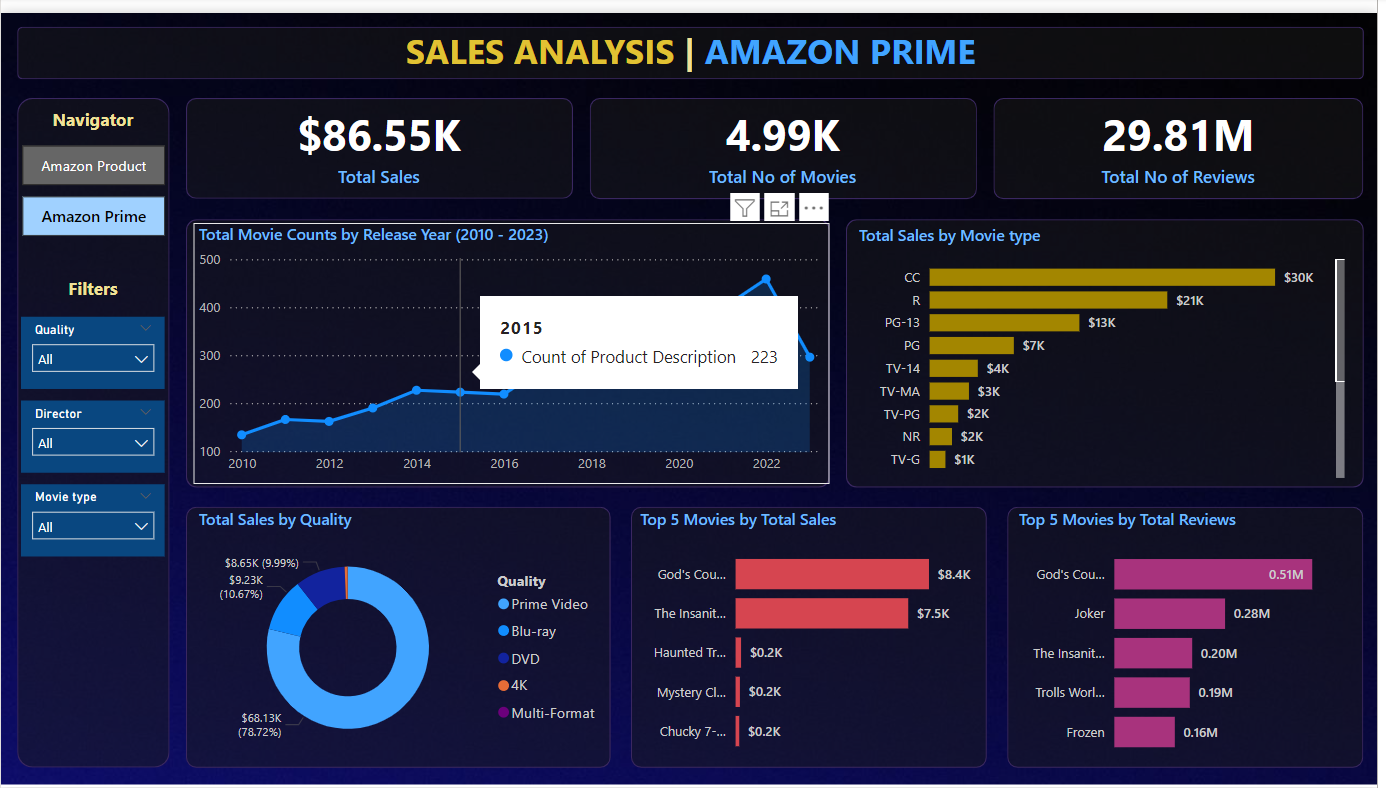 SALES ANALYSIS | AMAZON PRIME
Navigator
Amazon Product
Amazon Prime
Filters
Quality
All
Director
All
Movie type
All
$86.55K
Total Sales
4.99K
Total No of Movies
29.81M
Total No of Reviews
Total Movie Counts by Release Year (2010 - 2023)
500
400
300
200
100
2010 2012 2014 2016 2018 2020 2022
2015
Count of Product Description 223
Total Sales by Movie type
CC $30K
R $21K
PG-13 $13K
PG $7K
TV-14 $4K
TV-MA $3K
TV-PG $2K
NR $2K
TV-G $1K
Total Sales by Quality
$8.65K (9.99%)
$9.23K
(10.67%)
$68.13K
(78.72%)
Quality
Prime Video
Blu-ray
DVD
4K
Multi-Format
Top 5 Movies by Total Sales
God's Cou... $8.4K
The Insanit... $7.5K
Haunted Tr... $0.2K
Mystery Cl... $0.2K
Chucky 7-... $0.2K
Top 5 Movies by Total Reviews
God's Cou... 0.51M
Joker 0.28M
The Insanit... 0.20M
Trolls Worl... 0.19M
Frozen 0.16M